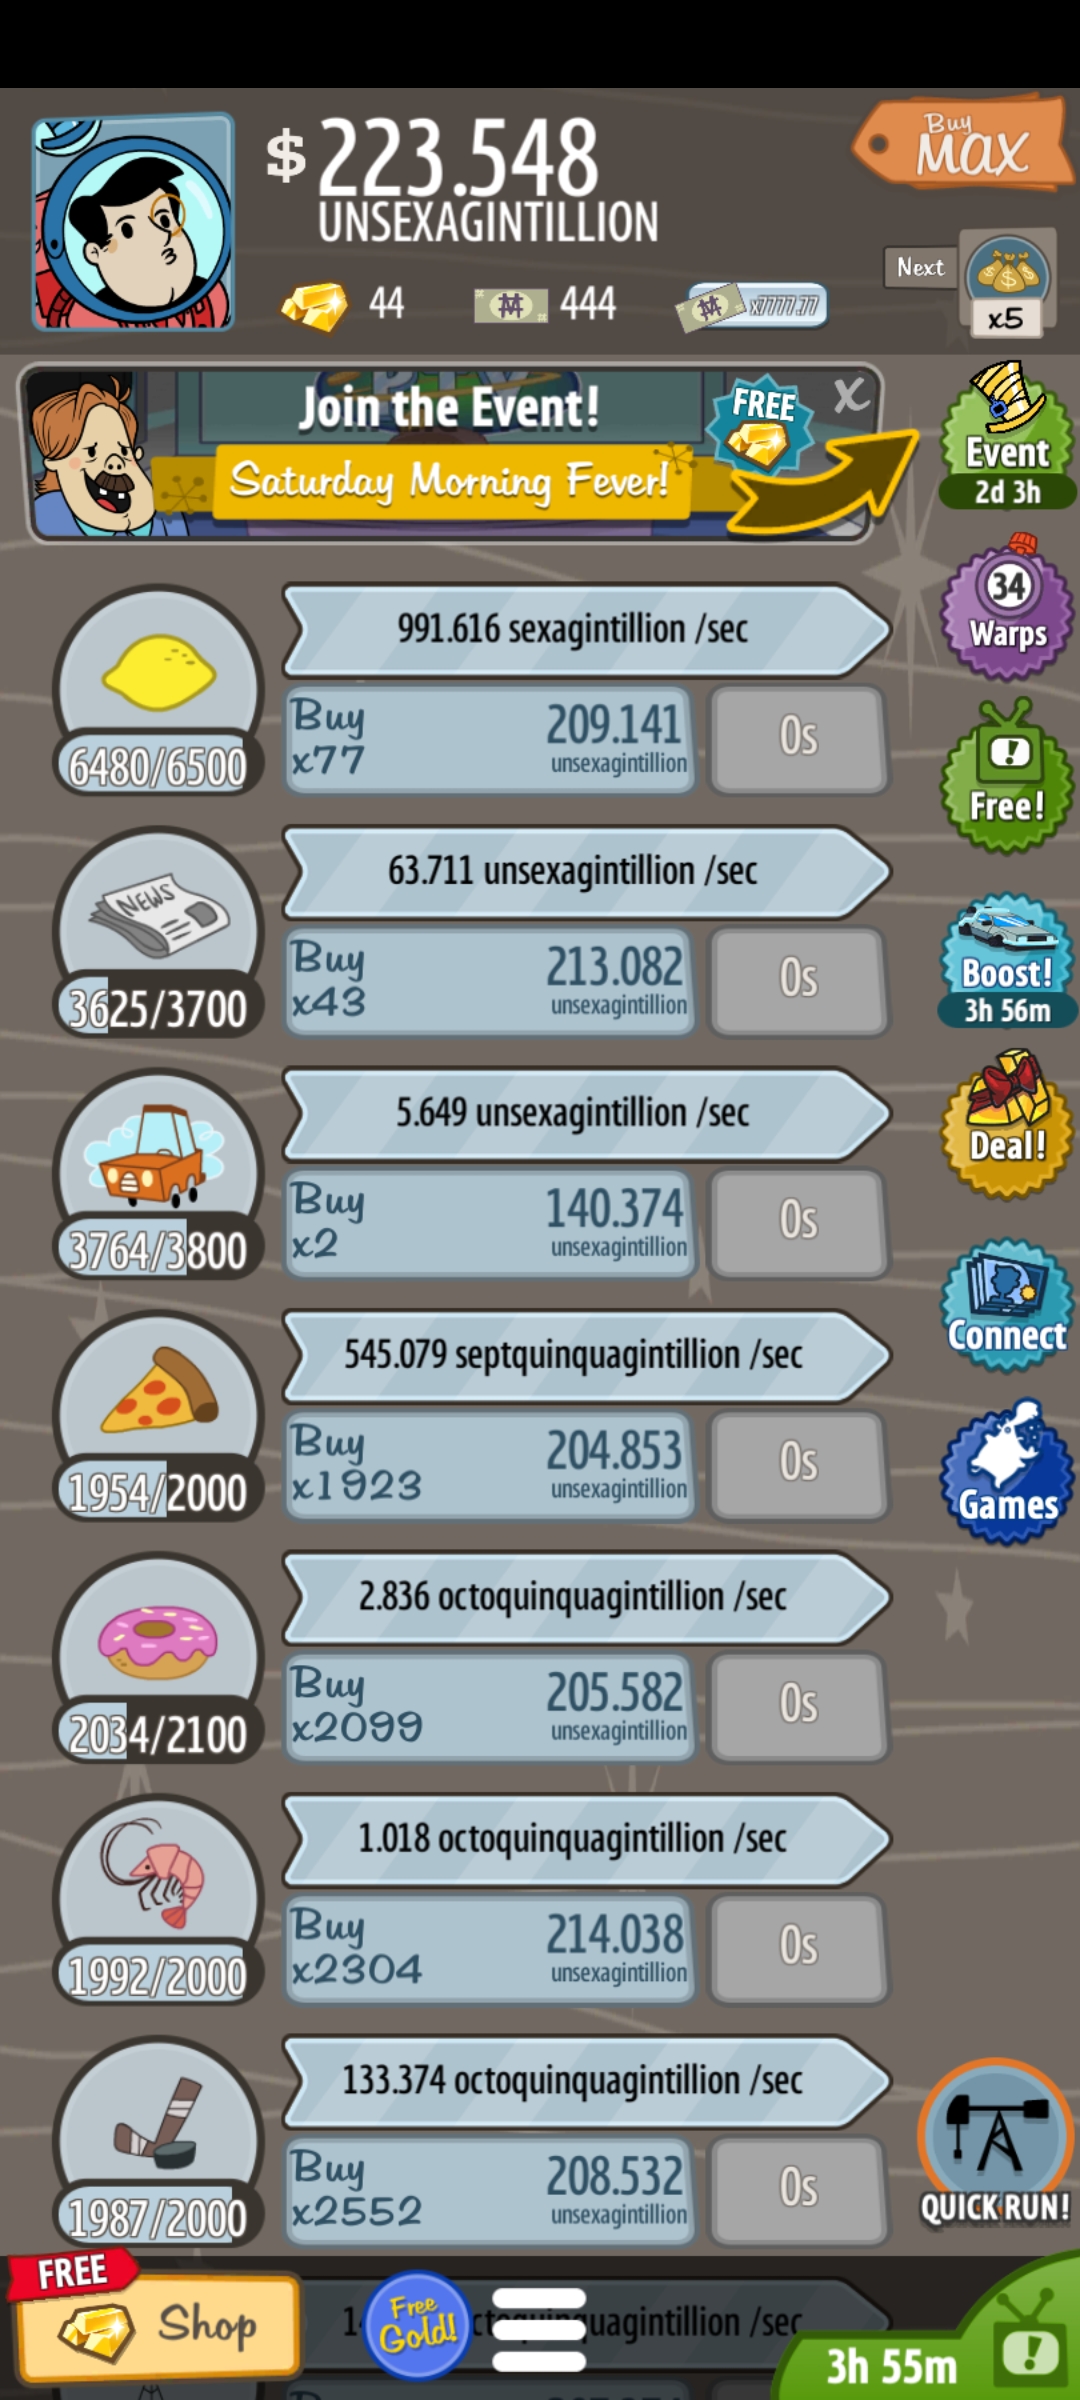 $ 223.548
UNSEXAGINTILLION
Buy
MAX
44
444
x7777.77
Next
x5
Join the Event!
Saturday Morning Fever!
FREE
X
Event
2d 3h
991.616 sexagintillion /sec
34
Warps
6480/6500
Buy
x77
209.141
unsexagintillion
0s
Free!
NEWS
63.711 unsexagintillion /sec
3625/3700
Buy
x43
213.082
unsexagintillion
0s
Boost!
3h 56m
5.649 unsexagintillion /sec
Deal!
3764/3800
Buy
x2
140.374
unsexagintillion
0s
545.079 septquinquagintillion /sec
Connect
1954/2000
Buy
x1923
204.853
unsexagintillion
0s
Games
2.836 octoquinquagintillion /sec
2034/2100
Buy
x2099
205.582
unsexagintillion
0s
1.018 octoquinquagintillion /sec
1992/2000
Buy
x2304
214.038
unsexagintillion
0s
133.374 octoquinquagintillion /sec
1987/2000
Buy
x2552
208.532
unsexagintillion
0s
QUICK RUN!
FREE
Shop
Free
Gold!
3h 55m